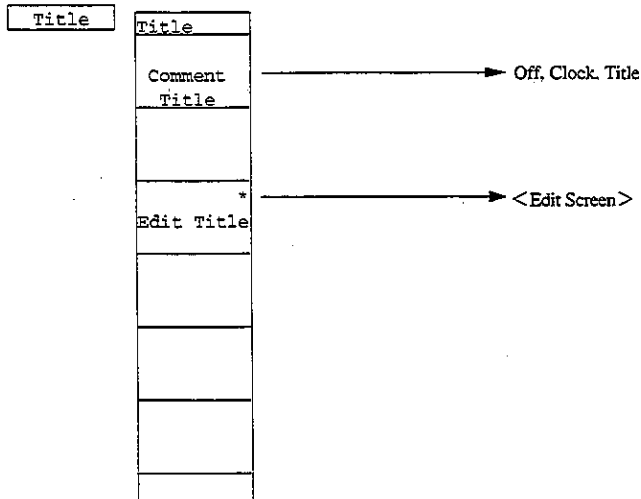 Title
Title
Comment
Title
Off, Clock, Title
*
Edit Title
<Edit Screen>